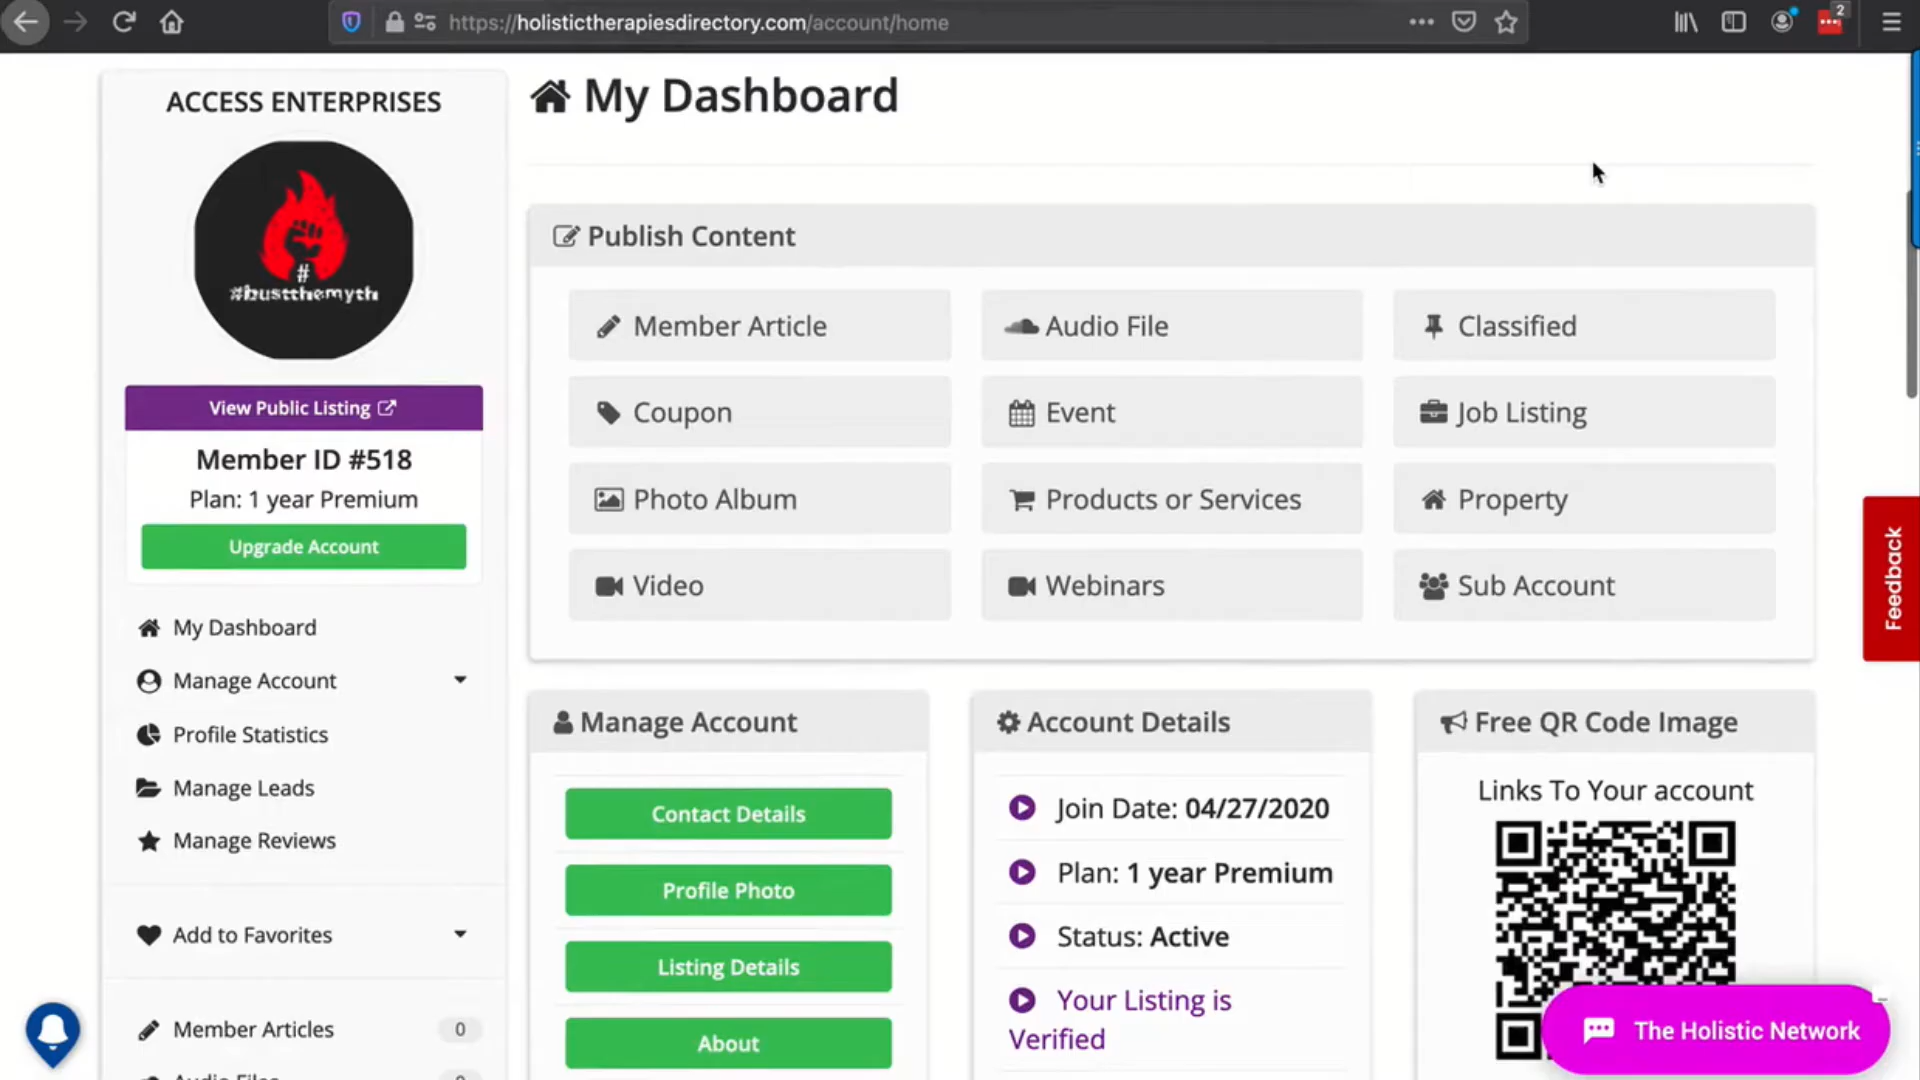 https://holistictherapiesdirectory.com/account/home
2
ACCESS ENTERPRISES
#
#bustthemyth
View Public Listing
Member ID #518
Plan: 1 year Premium
Upgrade Account
My Dashboard
Manage Account
Profile Statistics
Manage Leads
Manage Reviews
Add to Favorites
Member Articles 0
My Dashboard
Publish Content
Member Article
Audio File
Classified
Coupon
Event
Job Listing
Photo Album
Products or Services
Property
Video
Webinars
Sub Account
Manage Account
Contact Details
Profile Photo
Listing Details
About
Account Details
Join Date: 04/27/2020
Plan: 1 year Premium
Status: Active
Your Listing is
Verified
Free QR Code Image
Links To Your account
Feedback
The Holistic Network